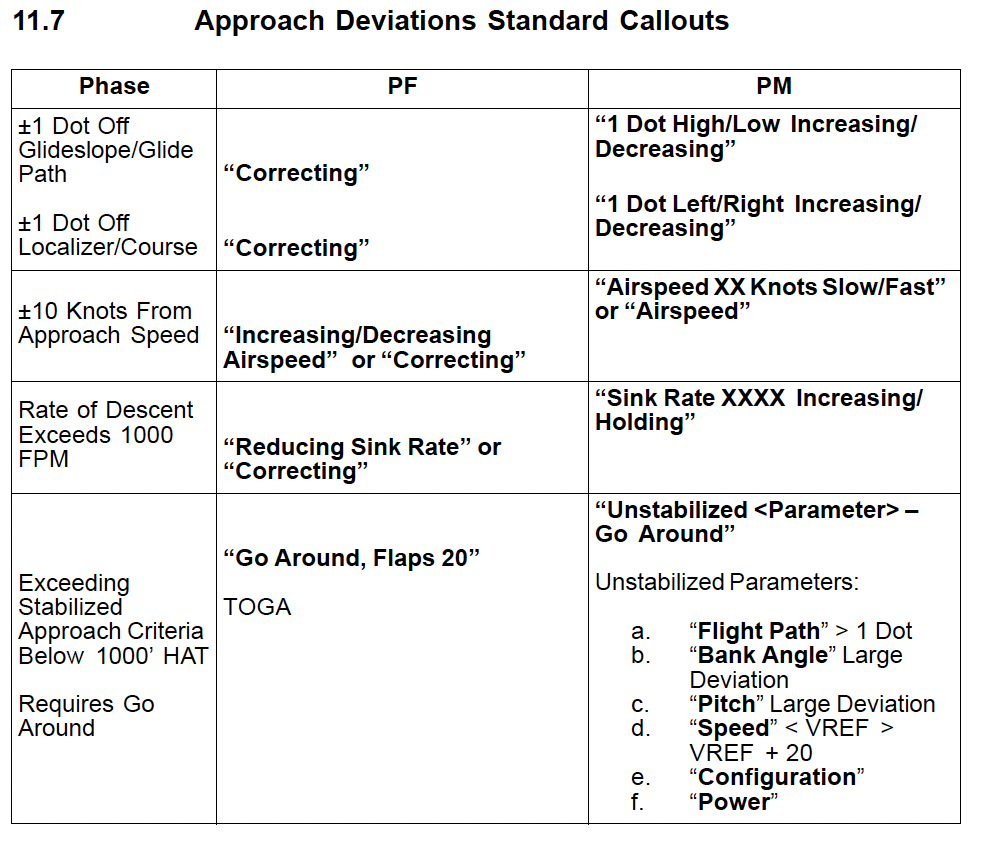 11.7 Approach Deviations Standard Callouts
Phase PF PM
±1 Dot Off
Glideslope/Glide
Path
±1 Dot Off
Localizer/Course
“Correcting”
“Correcting”
“1 Dot High/Low Increasing/
Decreasing”
“1 Dot Left/Right Increasing/
Decreasing”
±10 Knots From
Approach Speed
“Increasing/Decreasing
Airspeed” or “Correcting”
“Airspeed XX Knots Slow/Fast”
or “Airspeed”
Rate of Descent
Exceeds 1000
FPM
“Reducing Sink Rate” or
“Correcting”
“Sink Rate XXXX Increasing/
Holding”
Exceeding
Stabilized
Approach Criteria
Below 1000’ HAT
Requires Go
Around
“Go Around, Flaps 20”
TOGA
“Unstabilized <Parameter> –
Go Around”
Unstabilized Parameters:
a. “Flight Path” > 1 Dot
b. “Bank Angle” Large
Deviation
c. “Pitch” Large Deviation
d. “Speed” < VREF >
VREF + 20
e. “Configuration”
f. “Power”